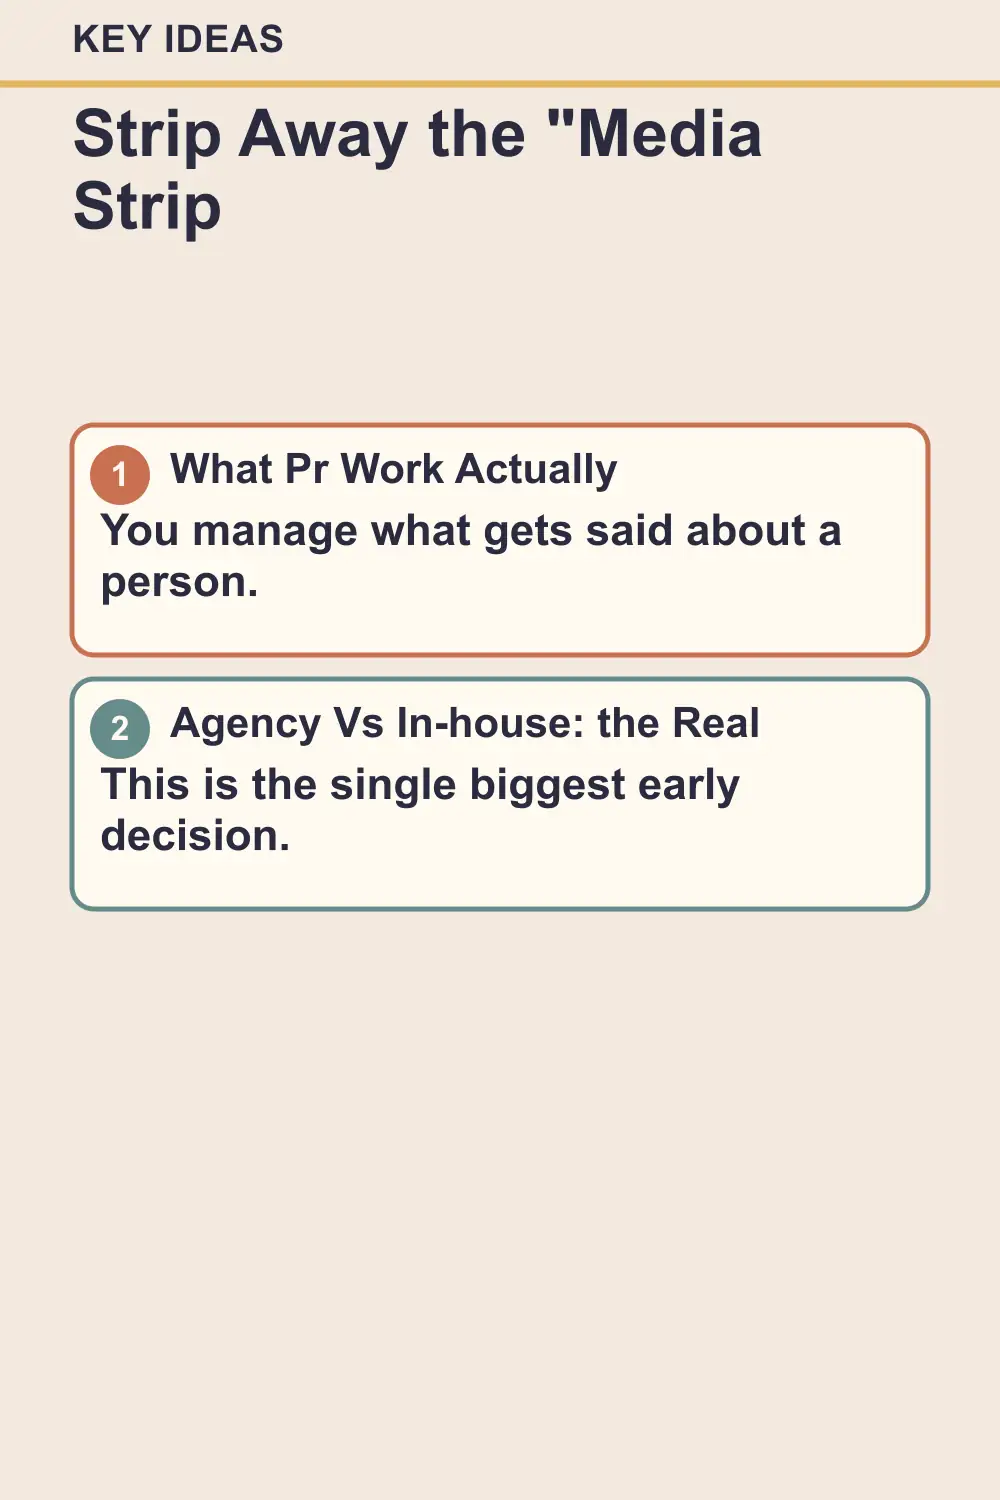 KEY IDEAS
Strip Away the "Media
Strip
1 What Pr Work Actually
You manage what gets said about a
person.
2 Agency Vs In-house: the Real
This is the single biggest early
decision.